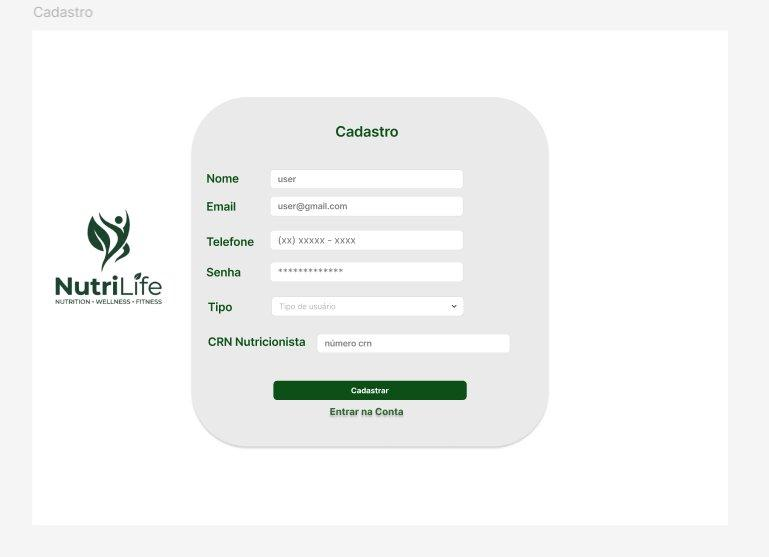 Cadastro
Cadastro
Nome
user
Email
user@gmail.com
Telefone
(xx) xxxxx - xxxx
Senha
*************
Tipo
Tipo de usuário
CRN Nutricionista
número crn
Cadastrar
Entrar na Conta
NutriLife
NUTRITION • WELLNESS • FITNESS